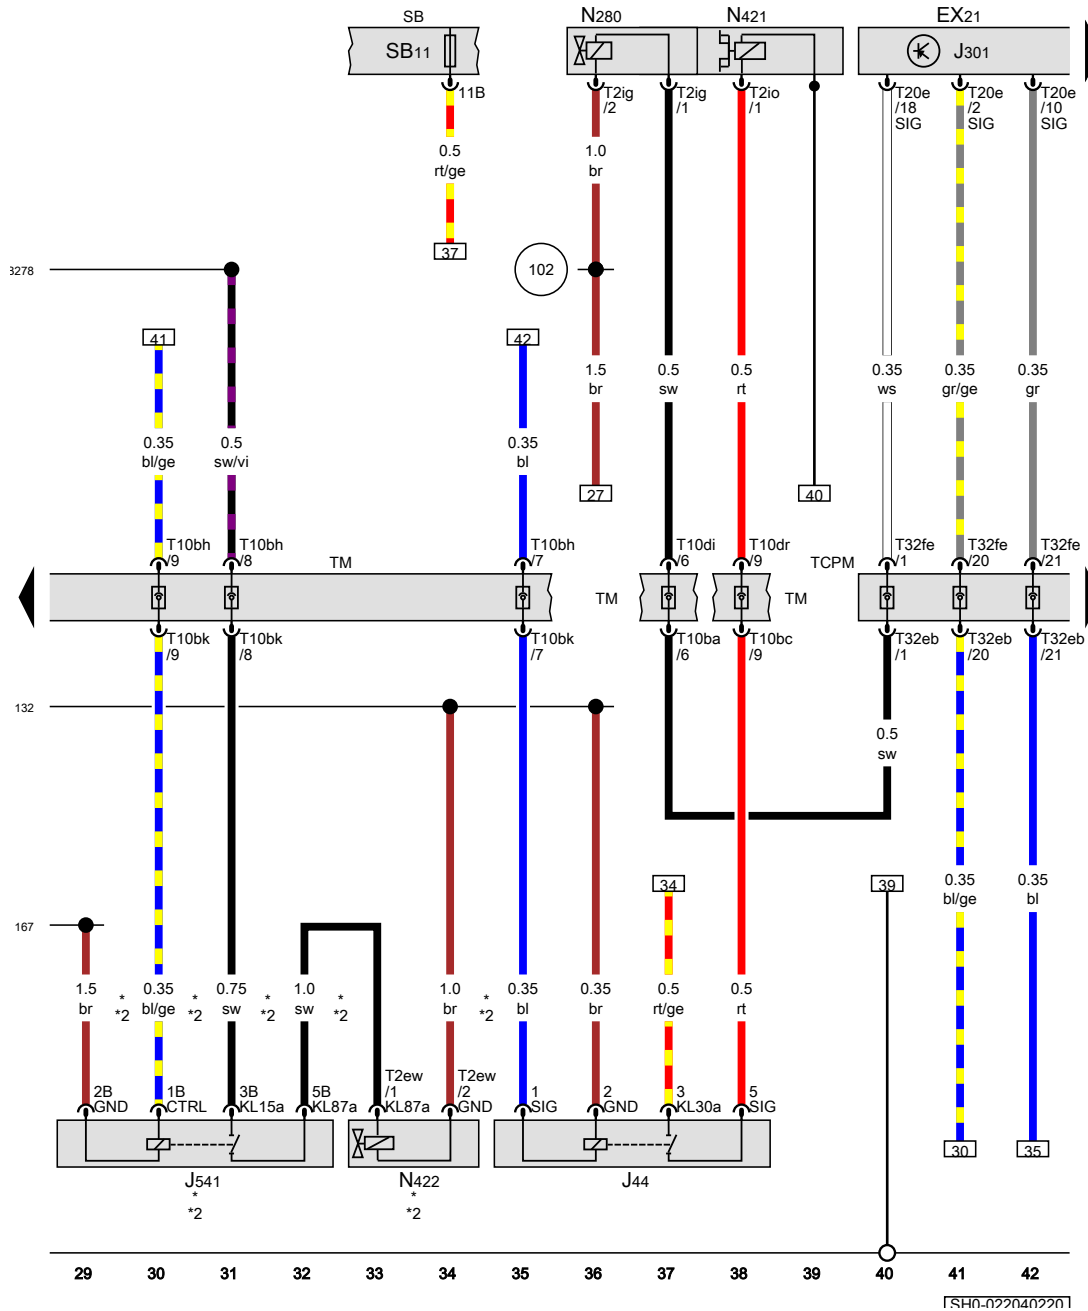 SB
N280
N421
EX21
SB11
J301
11B
T2ig
/2
T2ig
/1
T2io
/1
T20e
/18
SIG
T20e
/2
SIG
T20e
/10
SIG
0.5
rt/ge
1.0
br
37
3278
102
41
42
1.5
br
0.5
sw
0.5
rt
0.35
ws
0.35
gr/ge
0.35
gr
0.35
bl/ge
0.5
sw/vi
0.35
bl
27
40
T10bh
/9
T10bh
/8
TM
T10bh
/7
T10di
/6
T10dr
/9
TCPM
T32fe
/1
T32fe
/20
T32fe
/21
TM
TM
T10bk
/9
T10bk
/8
T10bk
/7
T10ba
/6
T10bc
/9
T32eb
/1
T32eb
/20
T32eb
/21
132
0.5
sw
34
39
0.35
bl/ge
0.35
bl
167
1.5
br
*
*2
0.35
bl/ge
*
*2
0.75
sw
*
*2
1.0
sw
*
*2
1.0
br
*
*2
0.35
bl
0.35
br
0.5
rt/ge
0.5
rt
2B
GND
1B
CTRL
3B
KL15a
5B
KL87a
T2ew
/1
KL87a
T2ew
/2
GND
1
SIG
2
GND
3
KL30a
5
SIG
30
35
J541
*
*2
N422
*
*2
J44
29 30 31 32 33 34 35 36 37 38 39 40 41 42
SH0-022040220